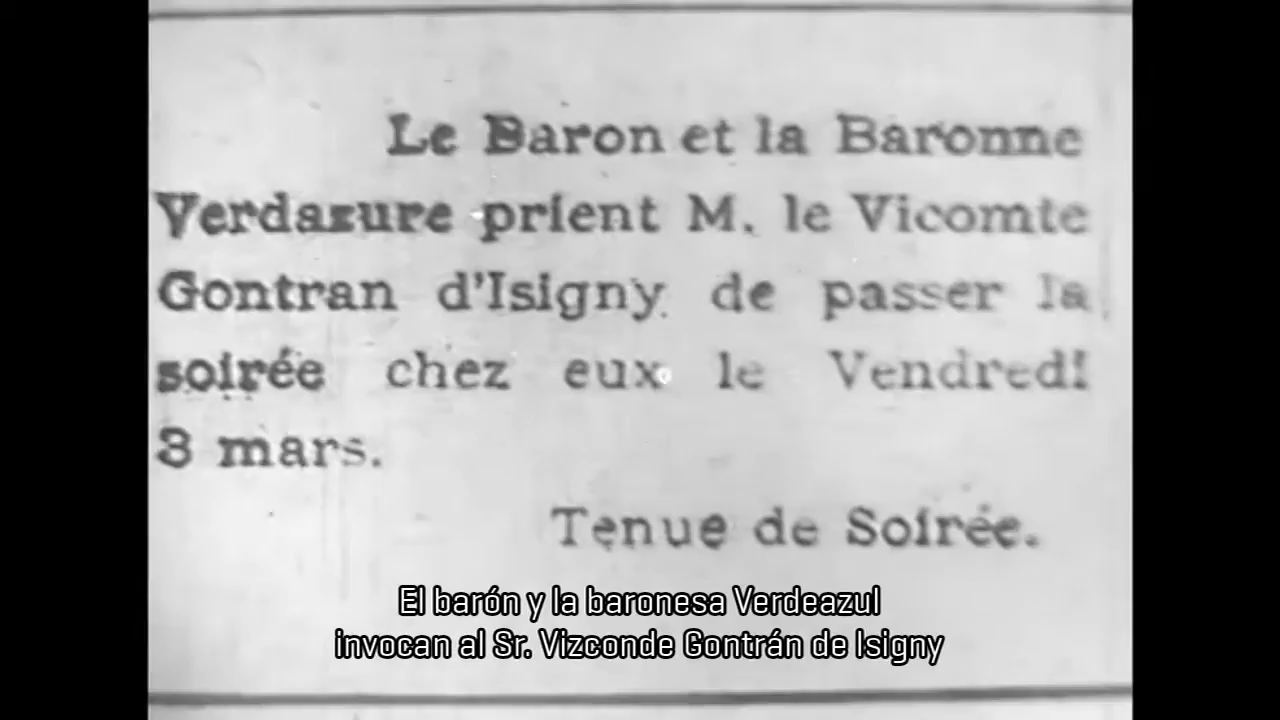 Le Baron et la Baronne
Verdazure prient M. le Vicomte
Gontran d'Isigny de passer la
soirée chez eux le Vendredi
3 mars.
Tenue de Soirée.
El barón y la baronesa Verdeazul
invocan al Sr. Vizconde Gontrán de Isigny